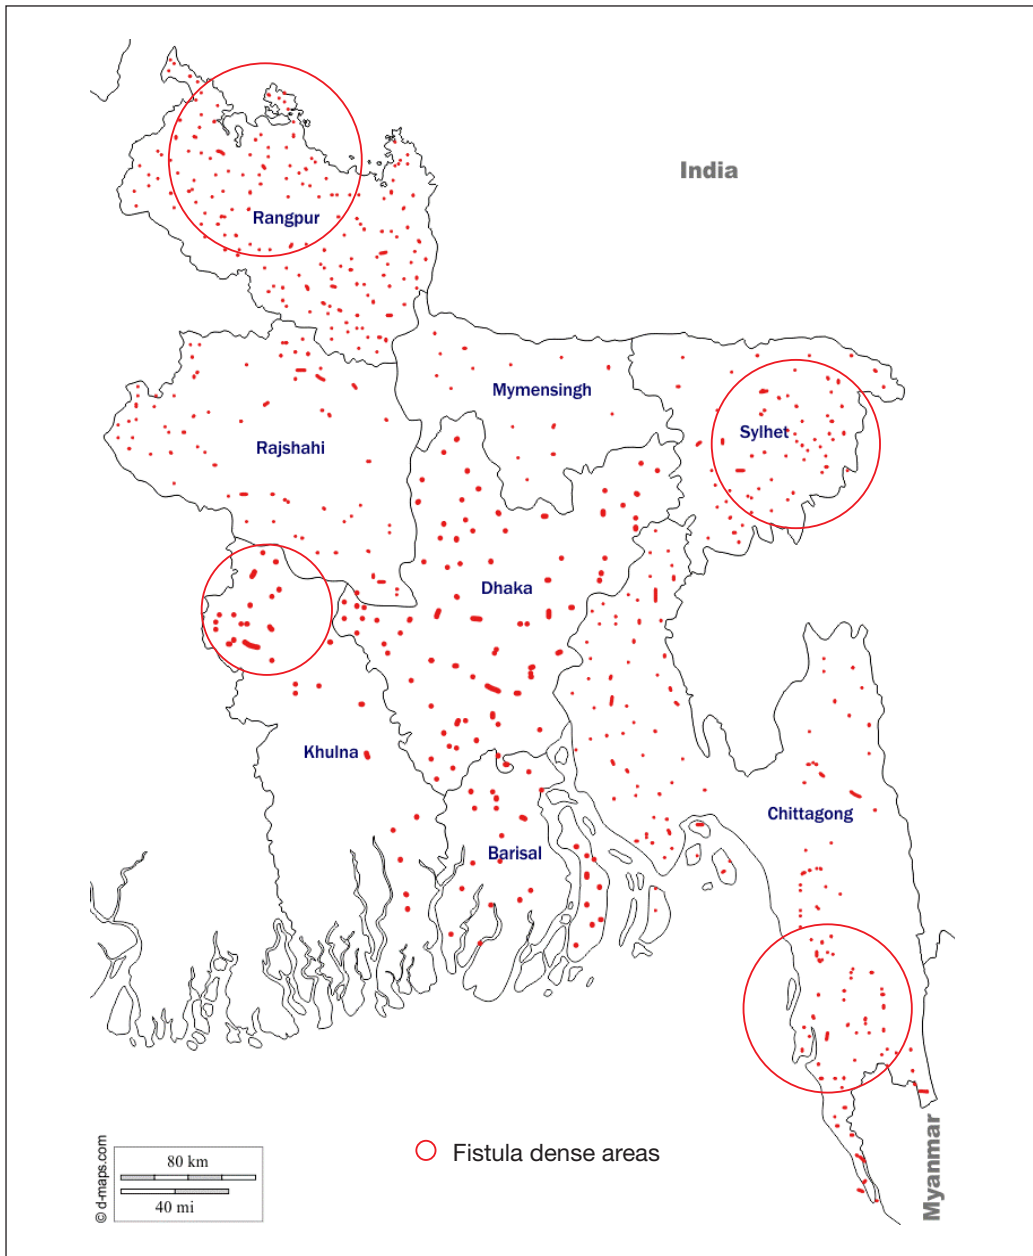 India
Rangpur
Mymensingh
Sylhet
Rajshahi
Dhaka
Khulna
Chittagong
Barisal
Fistula dense areas
80 km
40 mi
© d-maps.com
Myanmar